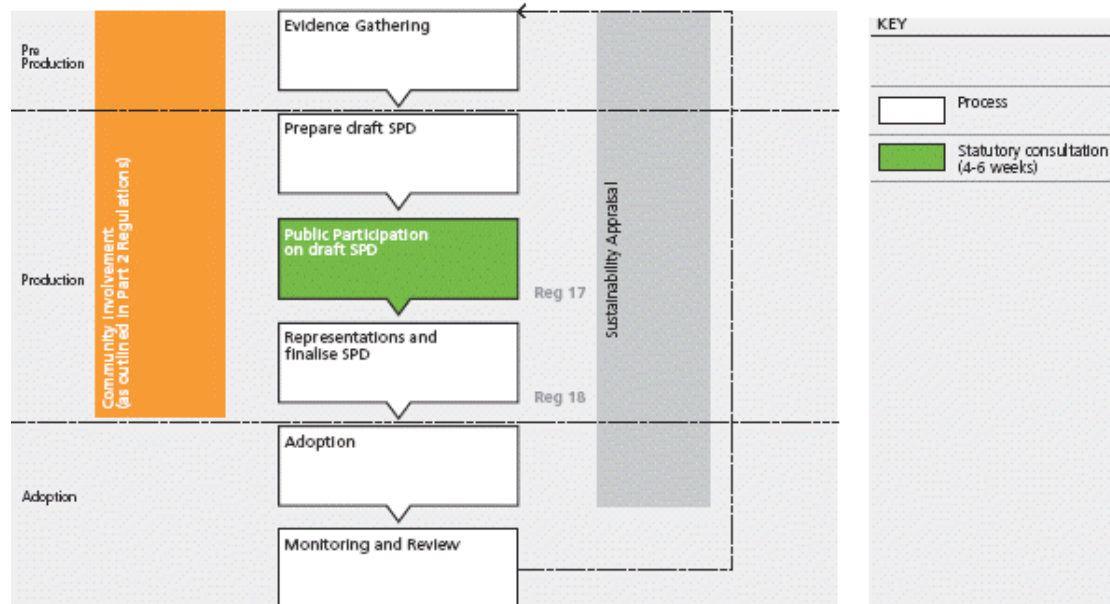 Pre
Production
Evidence Gathering
Prepare draft SPD
Production
Community Involvement
(as outlined in Part 2 Regulations)
Public Participation
on draft SPD
Reg 17
Representations and
finalise SPD
Reg 18
Sustainability Appraisal
Adoption
Adoption
Monitoring and Review
KEY
Process
Statutory consultation
(4-6 weeks)